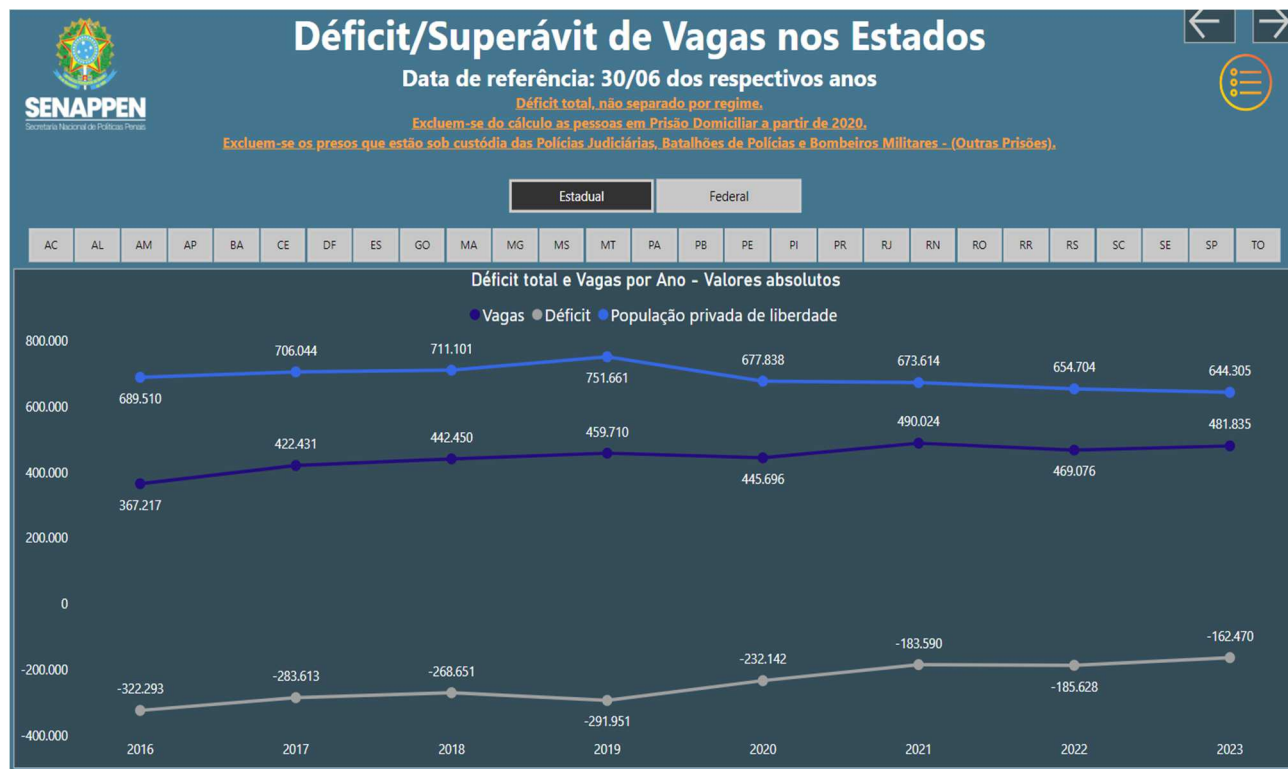 SENAPPEN
Secretaria Nacional de Políticas Penais
Déficit/Superávit de Vagas nos Estados
Data de referência: 30/06 dos respectivos anos
Déficit total, não separado por regime.
Excluem-se do cálculo as pessoas em Prisão Domiciliar a partir de 2020.
Excluem-se os presos que estão sob custódia das Polícias Judiciárias, Batalhões de Polícias e Bombeiros Militares - (Outras Prisões).
Estadual Federal
AC AL AM AP BA CE DF ES GO MA MG MS MT PA PB PE PI PR RJ RN RO RR RS SC SE SP TO
Déficit total e Vagas por Ano - Valores absolutos
Vagas Déficit População privada de liberdade
800.000
600.000
400.000
200.000
0
-200.000
-400.000
689.510 706.044 711.101 751.661 677.838 673.614 654.704 644.305
367.217 422.431 442.450 459.710 445.696 490.024 469.076 481.835
-322.293 -283.613 -268.651 -291.951 -232.142 -183.590 -185.628 -162.470
2016 2017 2018 2019 2020 2021 2022 2023